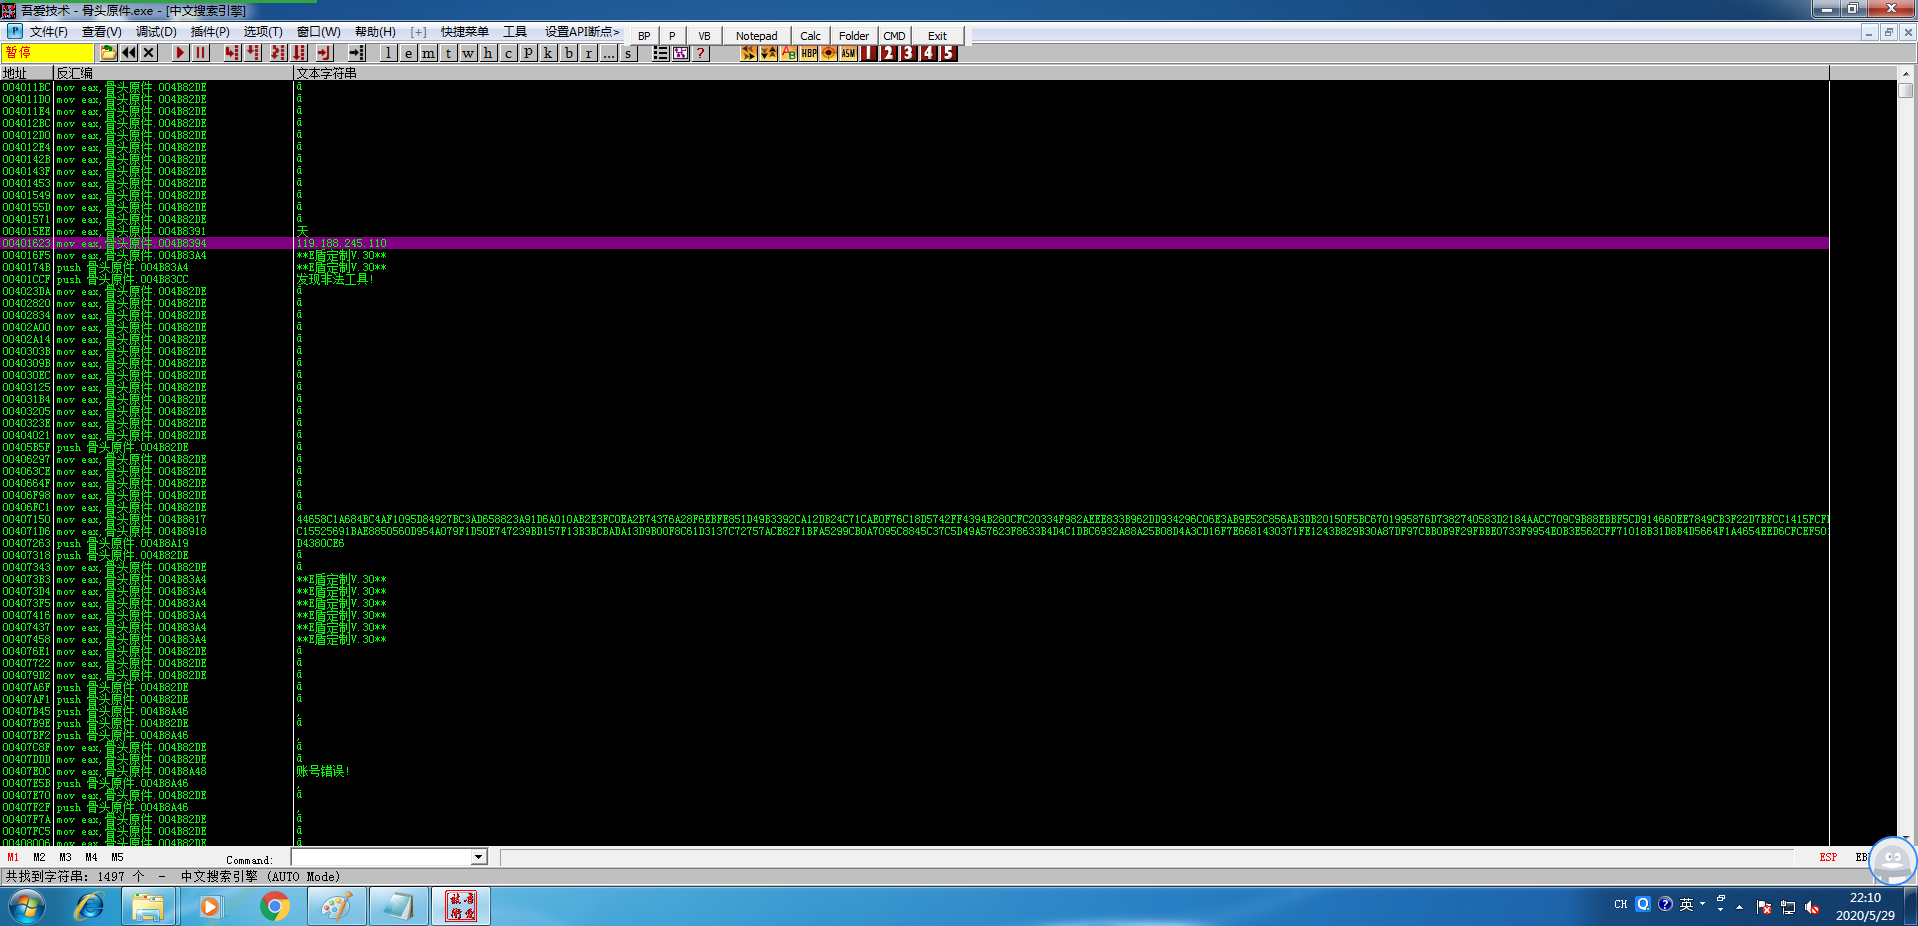 吾爱技术 - 骨头原件.exe - [中文搜索引擎]
文件(F) 查看(V) 调试(D) 插件(P) 选项(T) 窗口(W) 帮助(H) [+] 快捷菜单 工具 设置API断点> BP P VB Notepad Calc Folder CMD Exit
暂停 l e m t w h c p k b r ... s ? HBP ASM 1 2 3 4 5
地址 反汇编 文本字符串
004011BC mov eax,骨头原件.004B82DE
004011D0 mov eax,骨头原件.004B82DE
004011E4 mov eax,骨头原件.004B82DE
004012BC mov eax,骨头原件.004B82DE
004012D0 mov eax,骨头原件.004B82DE
004012E4 mov eax,骨头原件.004B82DE
0040142B mov eax,骨头原件.004B82DE
0040143F mov eax,骨头原件.004B82DE
00401453 mov eax,骨头原件.004B82DE
00401549 mov eax,骨头原件.004B82DE
0040155D mov eax,骨头原件.004B82DE
00401571 mov eax,骨头原件.004B82DE
004015EE mov eax,骨头原件.004B8391 天
00401623 mov eax,骨头原件.004B8394 119.188.245.110
004016F5 mov eax,骨头原件.004B83A4 **E盾定制V.30**
0040174B push 骨头原件.004B83A4 **E盾定制V.30**
00401CCF push 骨头原件.004B83CC 发现非法工具!
004023DA mov eax,骨头原件.004B82DE
00402820 mov eax,骨头原件.004B82DE
00402834 mov eax,骨头原件.004B82DE
00402A00 mov eax,骨头原件.004B82DE
00402A14 mov eax,骨头原件.004B82DE
0040303B mov eax,骨头原件.004B82DE
0040309B mov eax,骨头原件.004B82DE
004030EC mov eax,骨头原件.004B82DE
00403125 mov eax,骨头原件.004B82DE
004031B4 mov eax,骨头原件.004B82DE
00403205 mov eax,骨头原件.004B82DE
0040323E mov eax,骨头原件.004B82DE
00404021 mov eax,骨头原件.004B82DE
00405B5F push 骨头原件.004B82DE
00406297 mov eax,骨头原件.004B82DE
004063CE mov eax,骨头原件.004B82DE
0040664F mov eax,骨头原件.004B82DE
00406F98 mov eax,骨头原件.004B82DE
00406FC1 mov eax,骨头原件.004B82DE
00407150 mov eax,骨头原件.004B8817
004071D6 mov eax,骨头原件.004B8918
00407263 push 骨头原件.004B8A19 D4380CE6
00407318 push 骨头原件.004B82DE
00407343 mov eax,骨头原件.004B82DE
004073B3 mov eax,骨头原件.004B83A4 **E盾定制V.30**
004073D4 mov eax,骨头原件.004B83A4 **E盾定制V.30**
004073F5 mov eax,骨头原件.004B83A4 **E盾定制V.30**
00407416 mov eax,骨头原件.004B83A4 **E盾定制V.30**
00407437 mov eax,骨头原件.004B83A4 **E盾定制V.30**
00407458 mov eax,骨头原件.004B83A4 **E盾定制V.30**
004076E1 mov eax,骨头原件.004B82DE
00407722 mov eax,骨头原件.004B82DE
004079D2 mov eax,骨头原件.004B82DE
00407A6F push 骨头原件.004B82DE
00407AF1 push 骨头原件.004B82DE
00407B45 push 骨头原件.004B8A46 ,
00407B9E push 骨头原件.004B82DE
00407BF2 push 骨头原件.004B8A46 ,
00407C8F mov eax,骨头原件.004B82DE
00407DDD mov eax,骨头原件.004B82DE
00407E0C mov eax,骨头原件.004B8A48 账号错误!
00407E5B push 骨头原件.004B8A46 ,
00407E70 mov eax,骨头原件.004B82DE
00407F2F push 骨头原件.004B8A46 ,
00407F7A mov eax,骨头原件.004B82DE
00407FC5 mov eax,骨头原件.004B82DE
00408006 mov eax,骨头原件.004B82DE
M1 M2 M3 M4 M5 Command: ESP
共找到字符串: 1497 个 - 中文搜索引擎 (AUTO Mode)
CH 英 22:10
2020/5/29